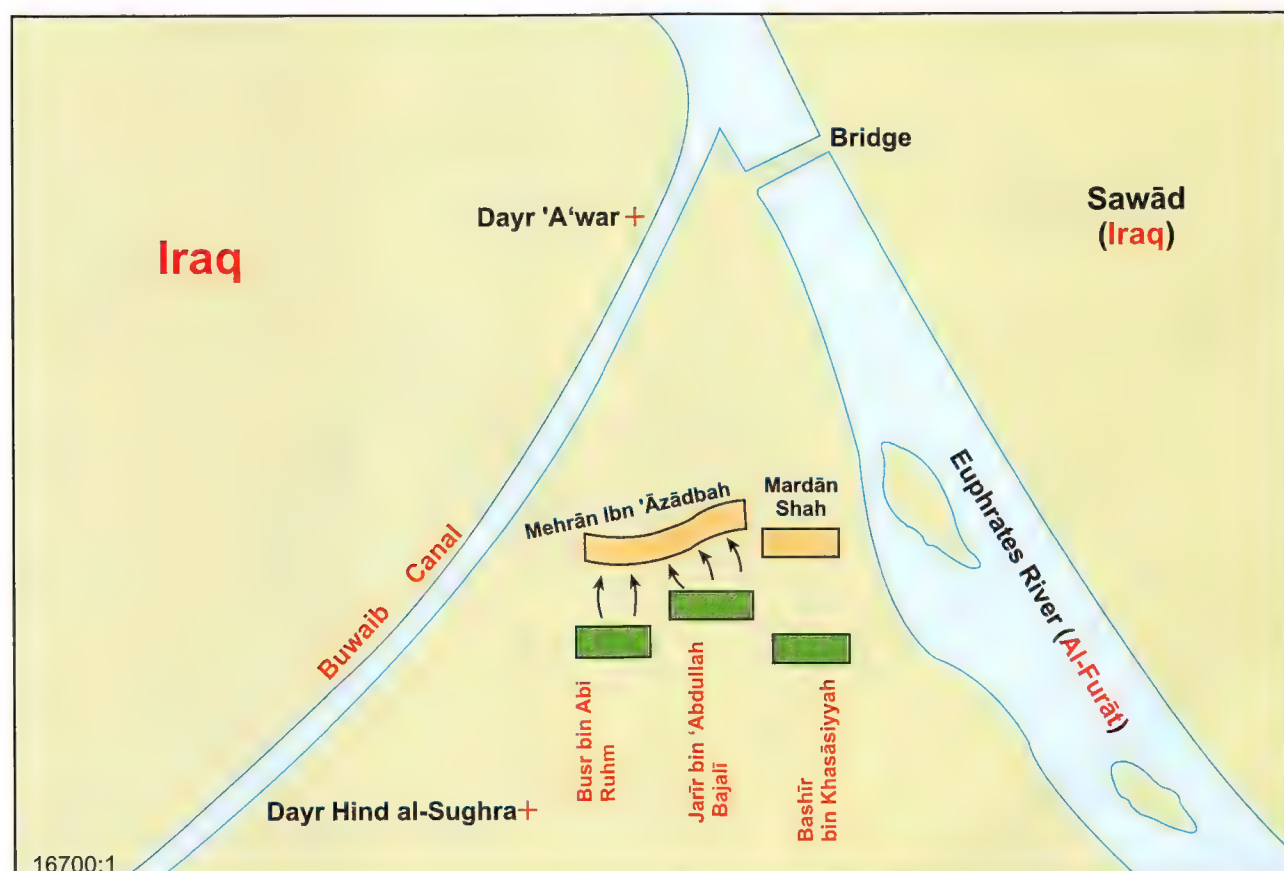 Bridge
Sawād
(Iraq)
Dayr 'A‘war
Iraq
Mehrān Ibn 'Āzādbah
Mardān
Shah
Euphrates River (Al-Furāt)
Buwaib Canal
Busr bin Abi
Ruhm
Jarīr bin ‘Abdullah
Bajalī
Bashīr
bin Khasāsiyyah
Dayr Hind al-Sughra
16700:1